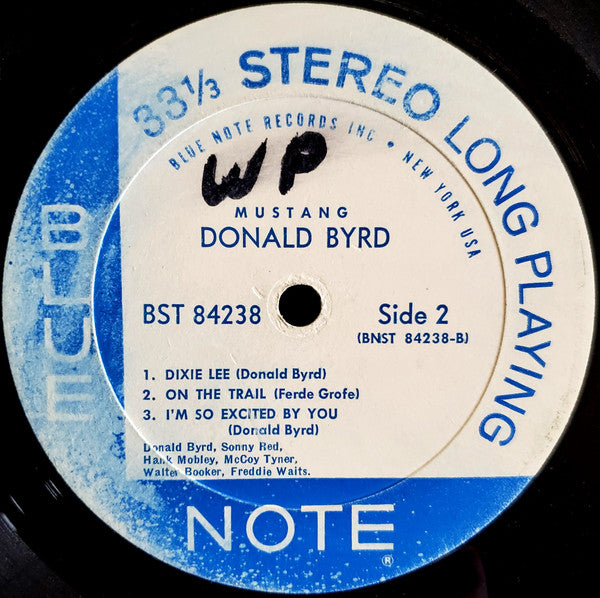 33⅓ STEREO LONG PLAYING
BLUE NOTE RECORDS INC • NEW YORK USA
WP
MUSTANG
DONALD BYRD
BST 84238
Side 2
(BNST 84238-B)
1. DIXIE LEE (Donald Byrd)
2. ON THE TRAIL (Ferde Grofe)
3. I'M SO EXCITED BY YOU
(Donald Byrd)
Donald Byrd, Sonny Red,
Hank Mobley, McCoy Tyner,
Walter Booker, Freddie Waits.
BLUE
NOTE
®